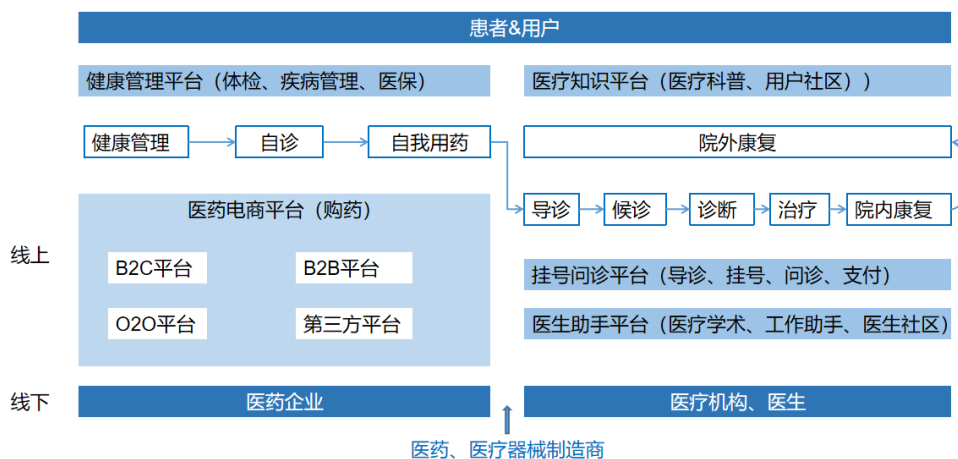 患者&用户
健康管理平台（体检、疾病管理、医保）
医疗知识平台（医疗科普、用户社区））
健康管理
自诊
自我用药
院外康复
医药电商平台（购药）
导诊
候诊
诊断
治疗
院内康复
线上
B2C平台
B2B平台
挂号问诊平台（导诊、挂号、问诊、支付）
O2O平台
第三方平台
医生助手平台（医疗学术、工作助手、医生社区）
线下
医药企业
医疗机构、医生
医药、医疗器械制造商